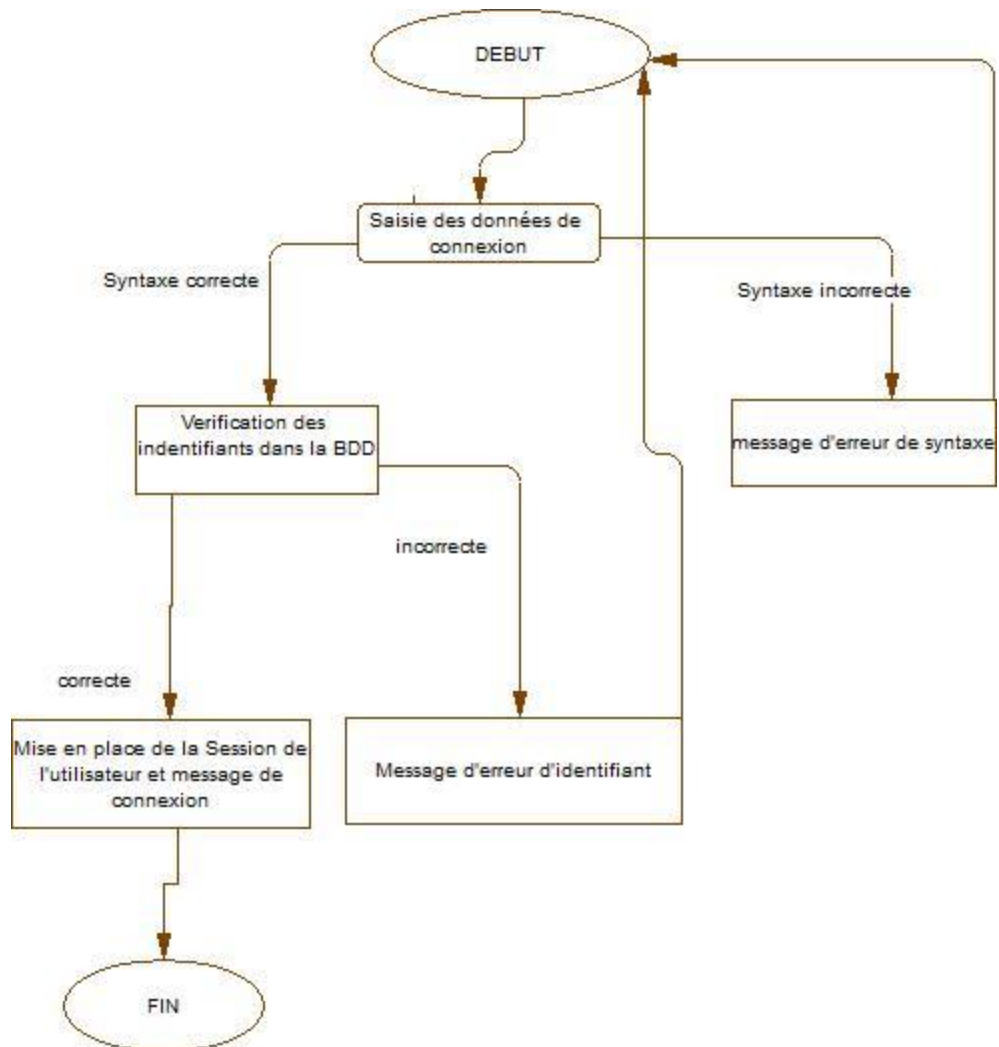 DEBUT
Saisie des données de
connexion
Syntaxe correcte
Syntaxe incorrecte
Verification des
indentifiants dans la BDD
message d'erreur de syntaxe
incorrecte
correcte
Mise en place de la Session de
l'utilisateur et message de
connexion
Message d'erreur d'identifiant
FIN